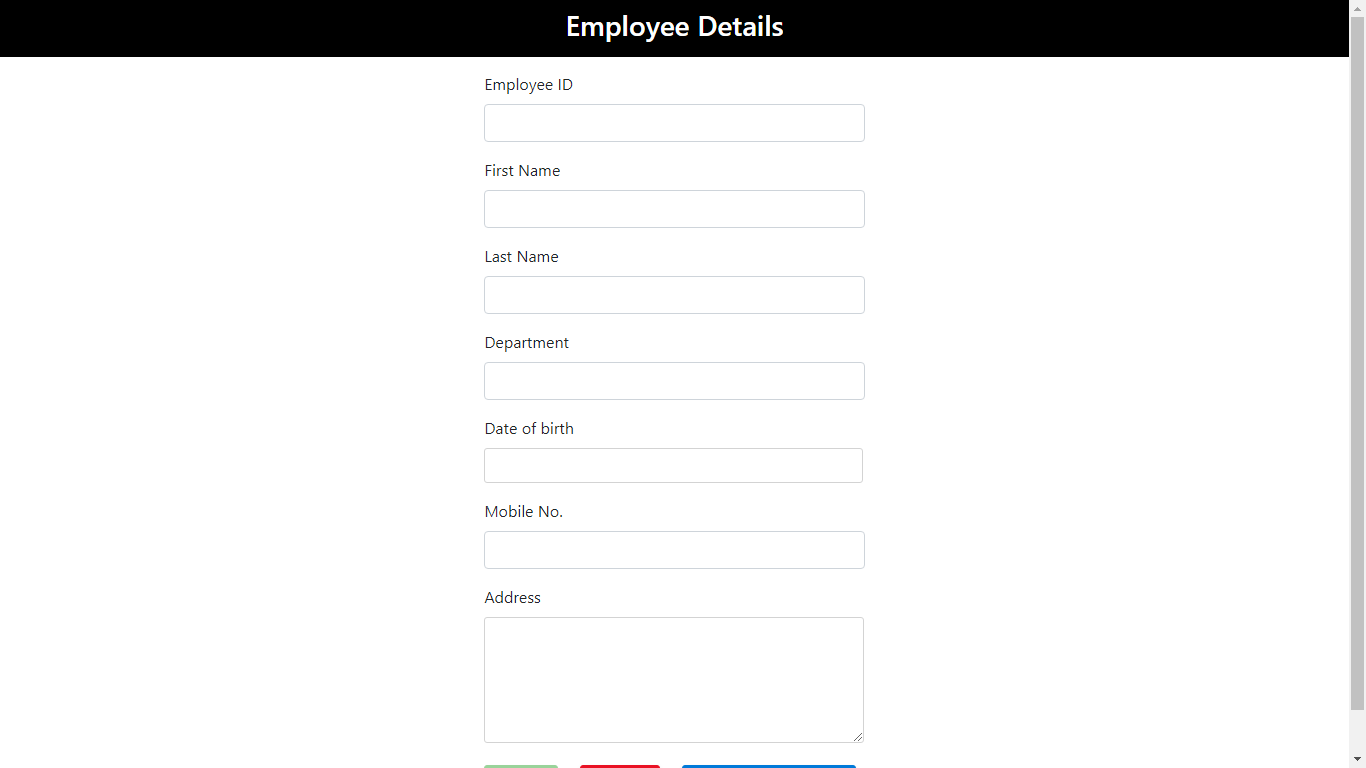 Employee Details
Employee ID
First Name
Last Name
Department
Date of birth
Mobile No.
Address